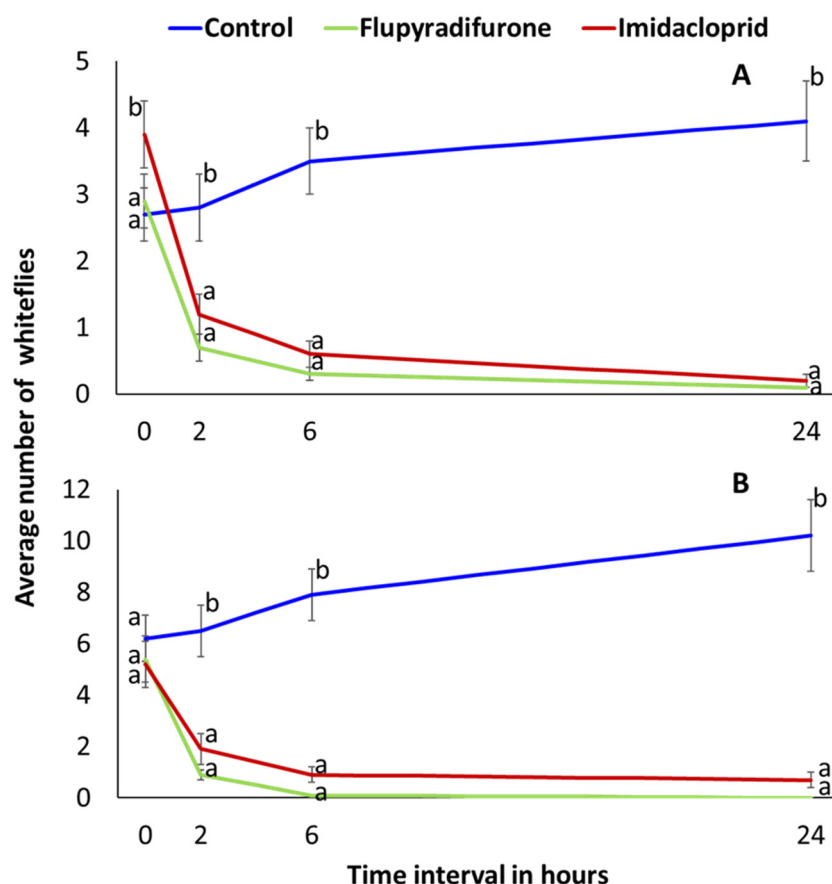 Control Flupyradifurone Imidacloprid
A
5
4
3
2
1
0
b
a
a
b
a
a
b
a
a
b
a
a
0 2 6 24
Average number of whiteflies
B
12
10
8
6
4
2
0
a
a
a
b
a
a
b
a
a
b
a
a
0 2 6 24
Time interval in hours